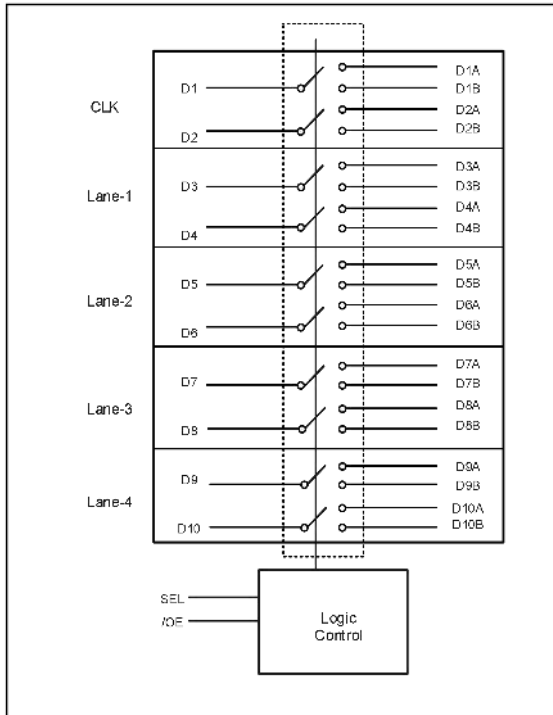 CLK
D1
D1A
D1B
D2
D2A
D2B
Lane-1
D3
D3A
D3B
D4
D4A
D4B
Lane-2
D5
D5A
D5B
D6
D6A
D6B
Lane-3
D7
D7A
D7B
D8
D8A
D8B
Lane-4
D9
D9A
D9B
D10
D10A
D10B
SEL
/OE
Logic
Control